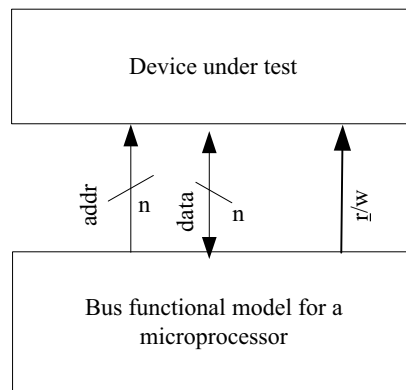 Device under test
addr
n
data
n
r/w
Bus functional model for a
microprocessor